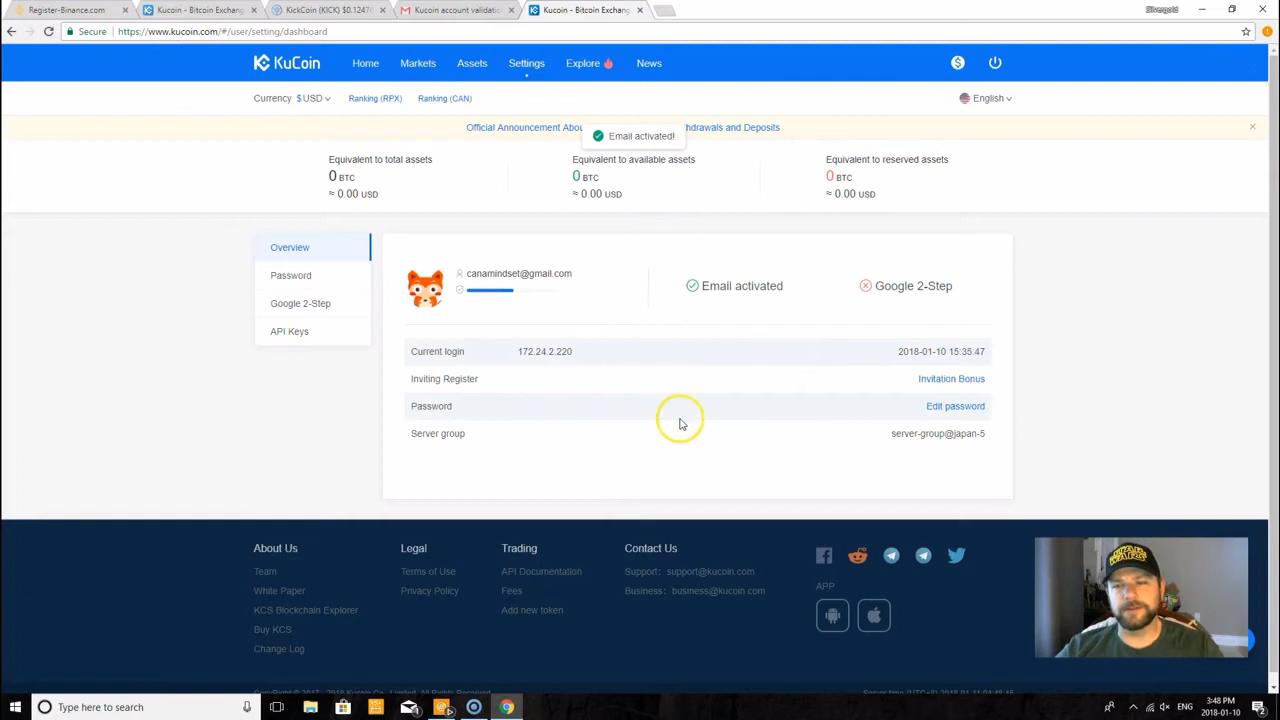 Register-Binance.com
Kucoin - Bitcoin Exchan
KickCoin (KICK) $0.12470
Kucoin account validation
Kucoin - Bitcoin Exchang
Silvergold
Secure
https://www.kucoin.com/#/user/setting/dashboard
KuCoin
Home
Markets
Assets
Settings
Explore
News
Currency
$ USD
Ranking (RPX)
Ranking (CAN)
English
Official Announcement Abou
hdrawals and Deposits
Email activated!
Equivalent to total assets
Equivalent to available assets
Equivalent to reserved assets
0 BTC
0 BTC
0 BTC
≈ 0.00 USD
≈ 0.00 USD
≈ 0.00 USD
Overview
Password
Google 2-Step
API Keys
canamindset@gmail.com
Email activated
Google 2-Step
Current login
172.24.2.220
2018-01-10 15:35:47
Inviting Register
Invitation Bonus
Password
Edit password
Server group
server-group@japan-5
About Us
Team
White Paper
KCS Blockchain Explorer
Buy KCS
Change Log
Legal
Terms of Use
Privacy Policy
Trading
API Documentation
Fees
Add new token
Contact Us
Support: support@kucoin.com
Business: business@kucoin.com
APP
Type here to search
ENG
3:48 PM
2018-01-10